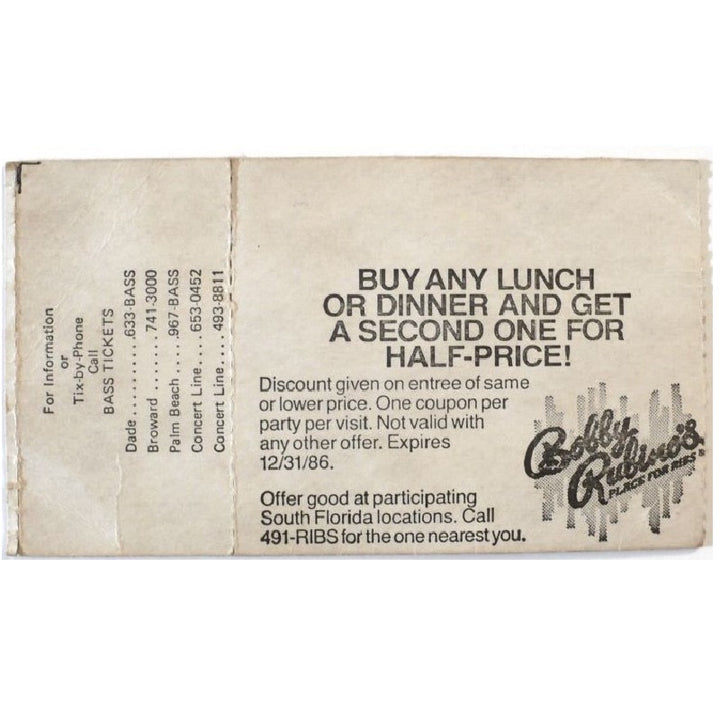 For Information
or
Tix-by-Phone
Call
BASS TICKETS
Dade..........633-BASS
Broward ........741-3000
Palm Beach .....967-BASS
Concert Line....653-0452
Concert Line....493-8811
BUY ANY LUNCH
OR DINNER AND GET
A SECOND ONE FOR
HALF-PRICE!
Discount given on entree of same
or lower price. One coupon per
party per visit. Not valid with
any other offer. Expires
12/31/86.
Offer good at participating
South Florida locations. Call
491-RIBS for the one nearest you.
Bobby
Rubino's
PLACE FOR RIBS